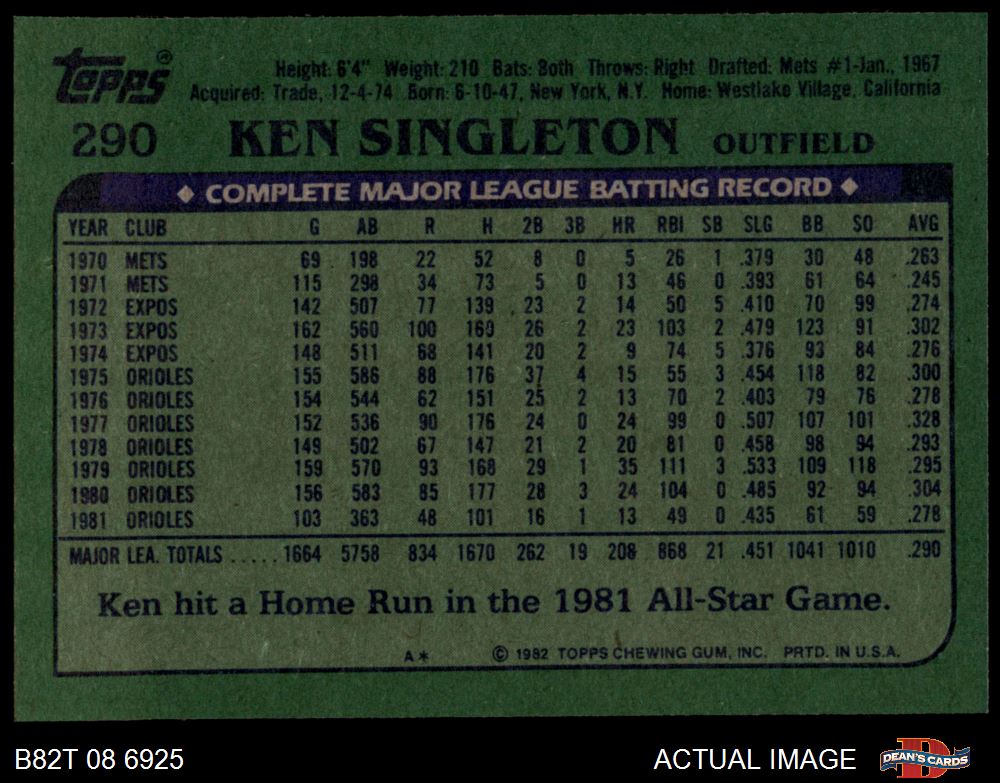 Topps®
Height: 6'4" Weight: 210 Bats: Both Throws: Right Drafted: Mets #1-Jan., 1967
Acquired: Trade, 12-4-74 Born: 6-10-47, New York, N.Y. Home: Westlake Village, California
290 KEN SINGLETON OUTFIELD
◆ COMPLETE MAJOR LEAGUE BATTING RECORD ◆
YEAR CLUB G AB R H 2B 3B HR RBI SB SLG BB SO AVG
1970 METS 69 198 22 52 8 0 5 26 1 .379 30 48 .263
1971 METS 115 298 34 73 5 0 13 46 0 .393 61 64 .245
1972 EXPOS 142 507 77 139 23 2 14 50 5 .410 70 99 .274
1973 EXPOS 162 560 100 169 26 2 23 103 2 .479 123 91 .302
1974 EXPOS 148 511 68 141 20 2 9 74 5 .376 93 84 .276
1975 ORIOLES 155 586 88 176 37 4 15 55 3 .454 118 82 .300
1976 ORIOLES 154 544 62 151 25 2 13 70 2 .403 79 76 .278
1977 ORIOLES 152 536 90 176 24 0 24 99 0 .507 107 101 .328
1978 ORIOLES 149 502 67 147 21 2 20 81 0 .458 98 94 .293
1979 ORIOLES 159 570 93 168 29 1 35 111 3 .533 109 118 .295
1980 ORIOLES 156 583 85 177 28 3 24 104 0 .485 92 94 .304
1981 ORIOLES 103 363 48 101 16 1 13 49 0 .435 61 59 .278
MAJOR LEA. TOTALS ..... 1664 5758 834 1670 262 19 208 868 21 .451 1041 1010 .290
Ken hit a Home Run in the 1981 All-Star Game.
A* © 1982 TOPPS CHEWING GUM, INC. PRTD. IN U.S.A.
B82T 08 6925 ACTUAL IMAGE DEAN'S CARDS